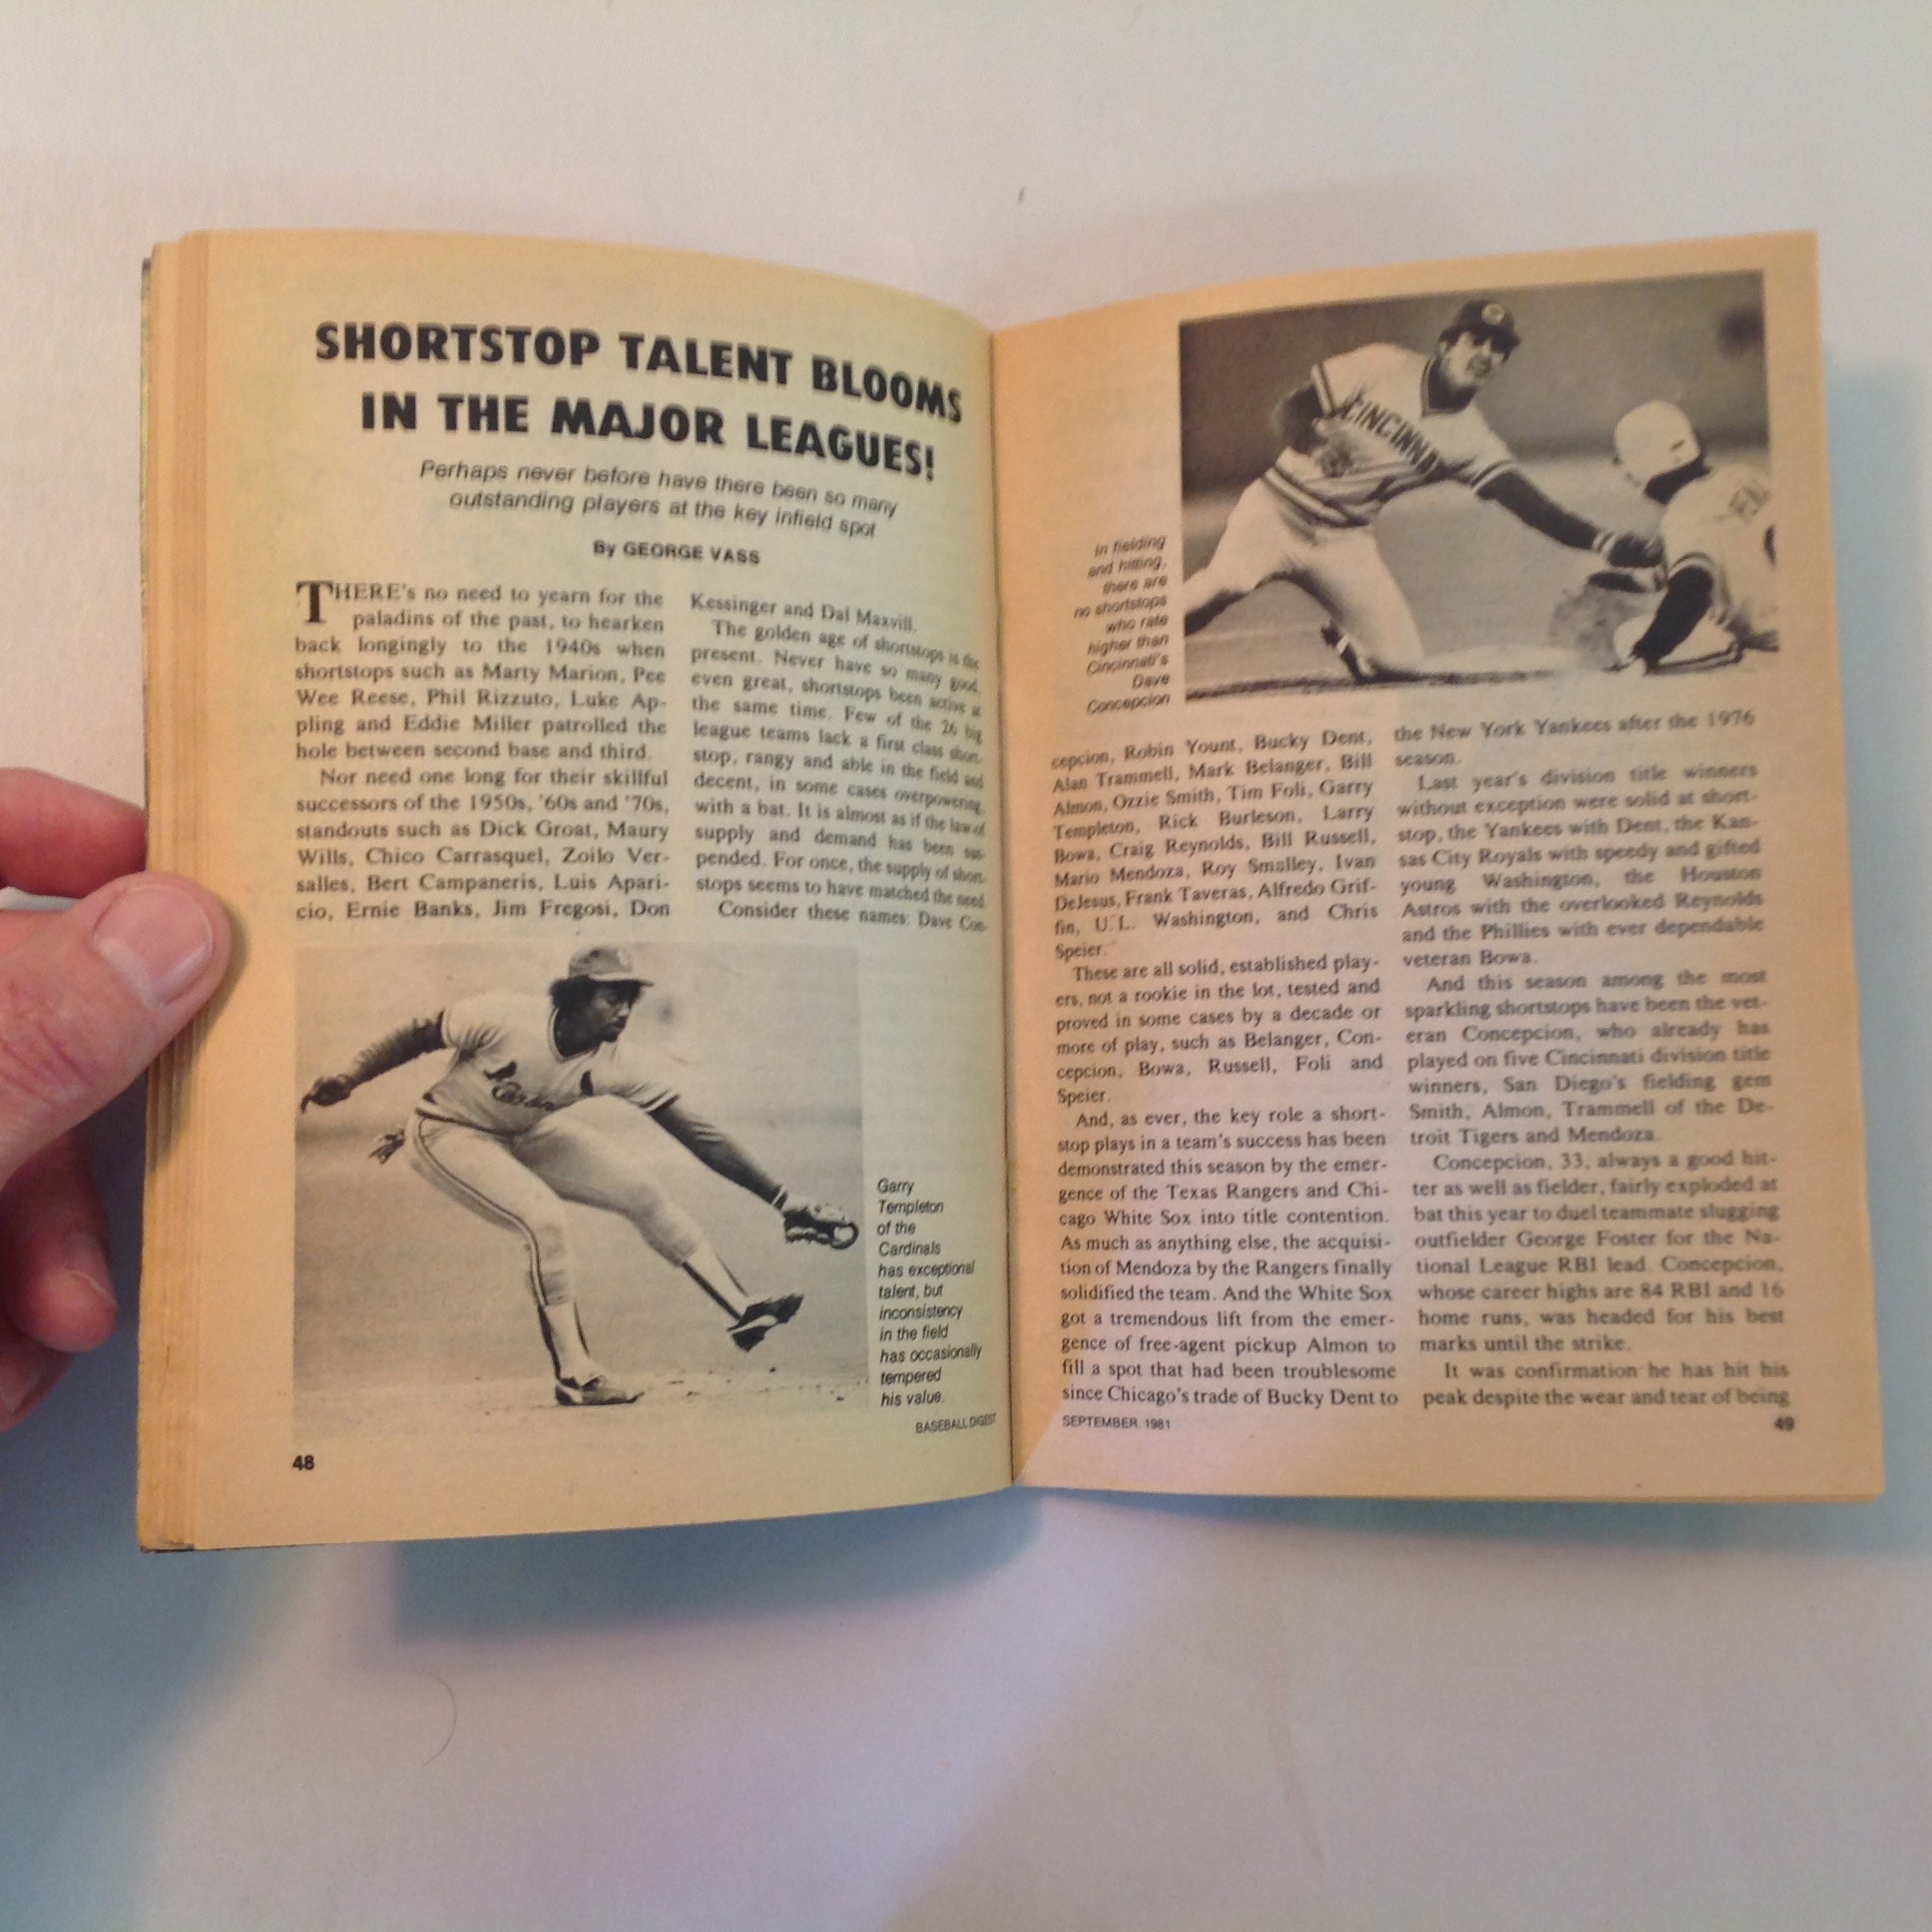 SHORTSTOP TALENT BLOOMS
IN THE MAJOR LEAGUES!
Perhaps never before have there been so many
outstanding players at the key infield spot
By GEORGE VASS
THERE's no need to yearn for the
paladins of the past, to hearken
back longingly to the 1940s when
shortstops such as Marty Marion, Pee
Wee Reese, Phil Rizzuto, Luke Ap-
pling and Eddie Miller patrolled the
hole between second base and third.
Nor need one long for their skillful
successors of the 1950s, '60s and '70s,
standouts such as Dick Groat, Maury
Wills, Chico Carrasquel, Zoilo Ver-
salles, Bert Campaneris, Luis Apari-
cio, Ernie Banks, Jim Fregosi, Don
Kessinger and Dal Maxvill.
The golden age of shortstops is the
present. Never have so many good,
even great, shortstops been active at
the same time. Few of the 26 big
league teams lack a first class short-
stop, rangy and able in the field and
decent, in some cases overpowering,
with a bat. It is almost as if the law of
supply and demand has been sus-
pended. For once, the supply of short-
stops seems to have matched the need.
Consider these names: Dave Con-
Cardinals
Garry
Templeton
of the
Cardinals
has exceptional
talent, but
inconsistency
in the field
has occasionally
tempered
his value.
BASEBALL DIGEST
48
CINCINNATI
In fielding
and hitting,
there are
no shortstops
who rate
higher than
Cincinnati's
Dave
Concepcion
cepcion, Robin Yount, Bucky Dent,
Alan Trammell, Mark Belanger, Bill
Almon, Ozzie Smith, Tim Foli, Garry
Templeton, Rick Burleson, Larry
Bowa, Craig Reynolds, Bill Russell,
Mario Mendoza, Roy Smalley, Ivan
DeJesus, Frank Taveras, Alfredo Grif-
fin, U.L. Washington, and Chris
Speier.
These are all solid, established play-
ers, not a rookie in the lot, tested and
proved in some cases by a decade or
more of play, such as Belanger, Con-
cepcion, Bowa, Russell, Foli and
Speier.
And, as ever, the key role a short-
stop plays in a team's success has been
demonstrated this season by the emer-
gence of the Texas Rangers and Chi-
cago White Sox into title contention.
As much as anything else, the acquisi-
tion of Mendoza by the Rangers finally
solidified the team. And the White Sox
got a tremendous lift from the emer-
gence of free-agent pickup Almon to
fill a spot that had been troublesome
since Chicago's trade of Bucky Dent to
the New York Yankees after the 1976
season.
Last year's division title winners
without exception were solid at short-
stop, the Yankees with Dent, the Kan-
sas City Royals with speedy and gifted
young Washington, the Houston
Astros with the overlooked Reynolds
and the Phillies with ever dependable
veteran Bowa.
And this season among the most
sparkling shortstops have been the vet-
eran Concepcion, who already has
played on five Cincinnati division title
winners, San Diego's fielding gem
Smith, Almon, Trammell of the De-
troit Tigers and Mendoza.
Concepcion, 33, always a good hit-
ter as well as fielder, fairly exploded at
bat this year to duel teammate slugging
outfielder George Foster for the Na-
tional League RBI lead. Concepcion,
whose career highs are 84 RBI and 16
home runs, was headed for his best
marks until the strike.
It was confirmation he has hit his
peak despite the wear and tear of being
SEPTEMBER, 1981
49